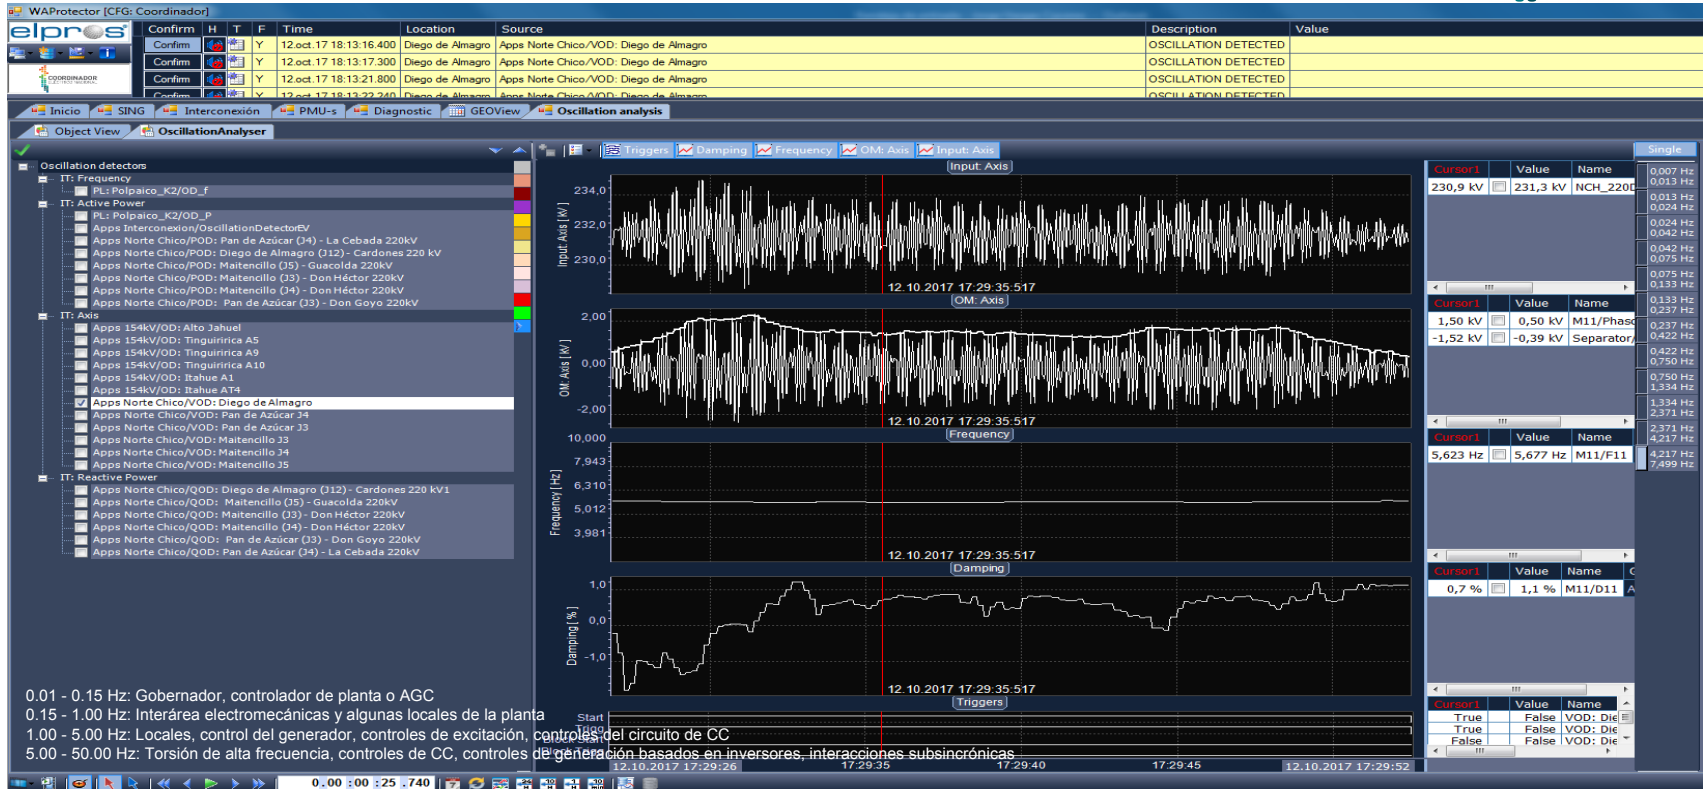 WAProtector [CFG: Coordinador]
elpros
COORDINADOR
Confirm H T F Time Location Source Description Value
Confirm Y 12.oct.17 18:13:16.400 Diego de Almagro Apps Norte Chico/VOD: Diego de Almagro OSCILLATION DETECTED
Confirm Y 12.oct.17 18:13:17.300 Diego de Almagro Apps Norte Chico/VOD: Diego de Almagro OSCILLATION DETECTED
Confirm Y 12.oct.17 18:13:21.800 Diego de Almagro Apps Norte Chico/VOD: Diego de Almagro OSCILLATION DETECTED
Confirm Y 12.oct.17 18:13:22.240 Diego de Almagro Apps Norte Chico/VOD: Diego de Almagro OSCILLATION DETECTED
Inicio SING Interconexión PMU-s Diagnostic GEOView Oscillation analysis
Object View OscillationAnalyser
Oscillation detectors
IT: Frequency
PL: Polpaico_K2/OD_f
IT: Active Power
PL: Polpaico_K2/OD_P
Apps Interconexion/OscillationDetectorEV
Apps Norte Chico/POD: Pan de Azúcar (J4) - La Cebada 220kV
Apps Norte Chico/POD: Diego de Almagro (J12) - Cardones 220 kV
Apps Norte Chico/POD: Maitencillo (J5) - Guacolda 220kV
Apps Norte Chico/POD: Maitencillo (J3) - Don Héctor 220kV
Apps Norte Chico/POD: Maitencillo (J4) - Don Héctor 220kV
Apps Norte Chico/POD: Pan de Azúcar (J3) - Don Goyo 220kV
IT: Axis
Apps 154kV/OD: Alto Jahuel
Apps 154kV/OD: Tinguiririca A5
Apps 154kV/OD: Tinguiririca A9
Apps 154kV/OD: Tinguiririca A10
Apps 154kV/OD: Itahue A1
Apps 154kV/OD: Itahue AT4
Apps Norte Chico/VOD: Diego de Almagro
Apps Norte Chico/VOD: Pan de Azúcar J4
Apps Norte Chico/VOD: Pan de Azúcar J3
Apps Norte Chico/VOD: Maitencillo J3
Apps Norte Chico/VOD: Maitencillo J4
Apps Norte Chico/VOD: Maitencillo J5
IT: Reactive Power
Apps Norte Chico/QOD: Diego de Almagro (J12) - Cardones 220 kV1
Apps Norte Chico/QOD: Maitencillo (J5) - Guacolda 220kV
Apps Norte Chico/QOD: Maitencillo (J3) - Don Héctor 220kV
Apps Norte Chico/QOD: Maitencillo (J4) - Don Héctor 220kV
Apps Norte Chico/QOD: Pan de Azúcar (J3) - Don Goyo 220kV
Apps Norte Chico/QOD: Pan de Azúcar (J4) - La Cebada 220kV
Triggers Damping Frequency OM: Axis Input: Axis
Input: Axis
Input: Axis [kV]
234,0
232,0
230,0
12.10.2017 17:29:35:517
OM: Axis
OM: Axis [kV]
2,00
0,00
-2,00
12.10.2017 17:29:35:517
Frequency
Frequency [Hz]
10,000
7,943
6,310
5,012
3,981
12.10.2017 17:29:35:517
Damping
Damping [%]
1,0
0,0
-1,0
12.10.2017 17:29:35:517
Triggers
Start
12.10.2017 17:29:26 17:29:35 17:29:40 17:29:45 12.10.2017 17:29:52
Cursor1 Value Name
230,9 kV 231,3 kV NCH_220D
Cursor1 Value Name
1,50 kV 0,50 kV M11/Phaso
-1,52 kV -0,39 kV Separator/
Cursor1 Value Name
5,623 Hz 5,677 Hz M11/F11
Cursor1 Value Name
0,7 % 1,1 % M11/D11 A
Cursor1 Value Name
True False VOD: Die
True False VOD: Die
False False VOD: Die
Single
0,007 Hz
0,013 Hz
0,013 Hz
0,024 Hz
0,024 Hz
0,042 Hz
0,042 Hz
0,075 Hz
0,075 Hz
0,133 Hz
0,133 Hz
0,237 Hz
0,237 Hz
0,422 Hz
0,422 Hz
0,750 Hz
0,750 Hz
1,334 Hz
1,334 Hz
2,371 Hz
2,371 Hz
4,217 Hz
4,217 Hz
7,499 Hz
0.01 - 0.15 Hz: Gobernador, controlador de planta o AGC
0.15 - 1.00 Hz: Interárea electromecánicas y algunas locales de la planta
1.00 - 5.00 Hz: Locales, control del generador, controles de excitación, controles del circuito de CC
5.00 - 50.00 Hz: Torsión de alta frecuencia, controles de CC, controles de generación basados en inversores, interacciones subsincrónicas
0.00 :00 :25 .740